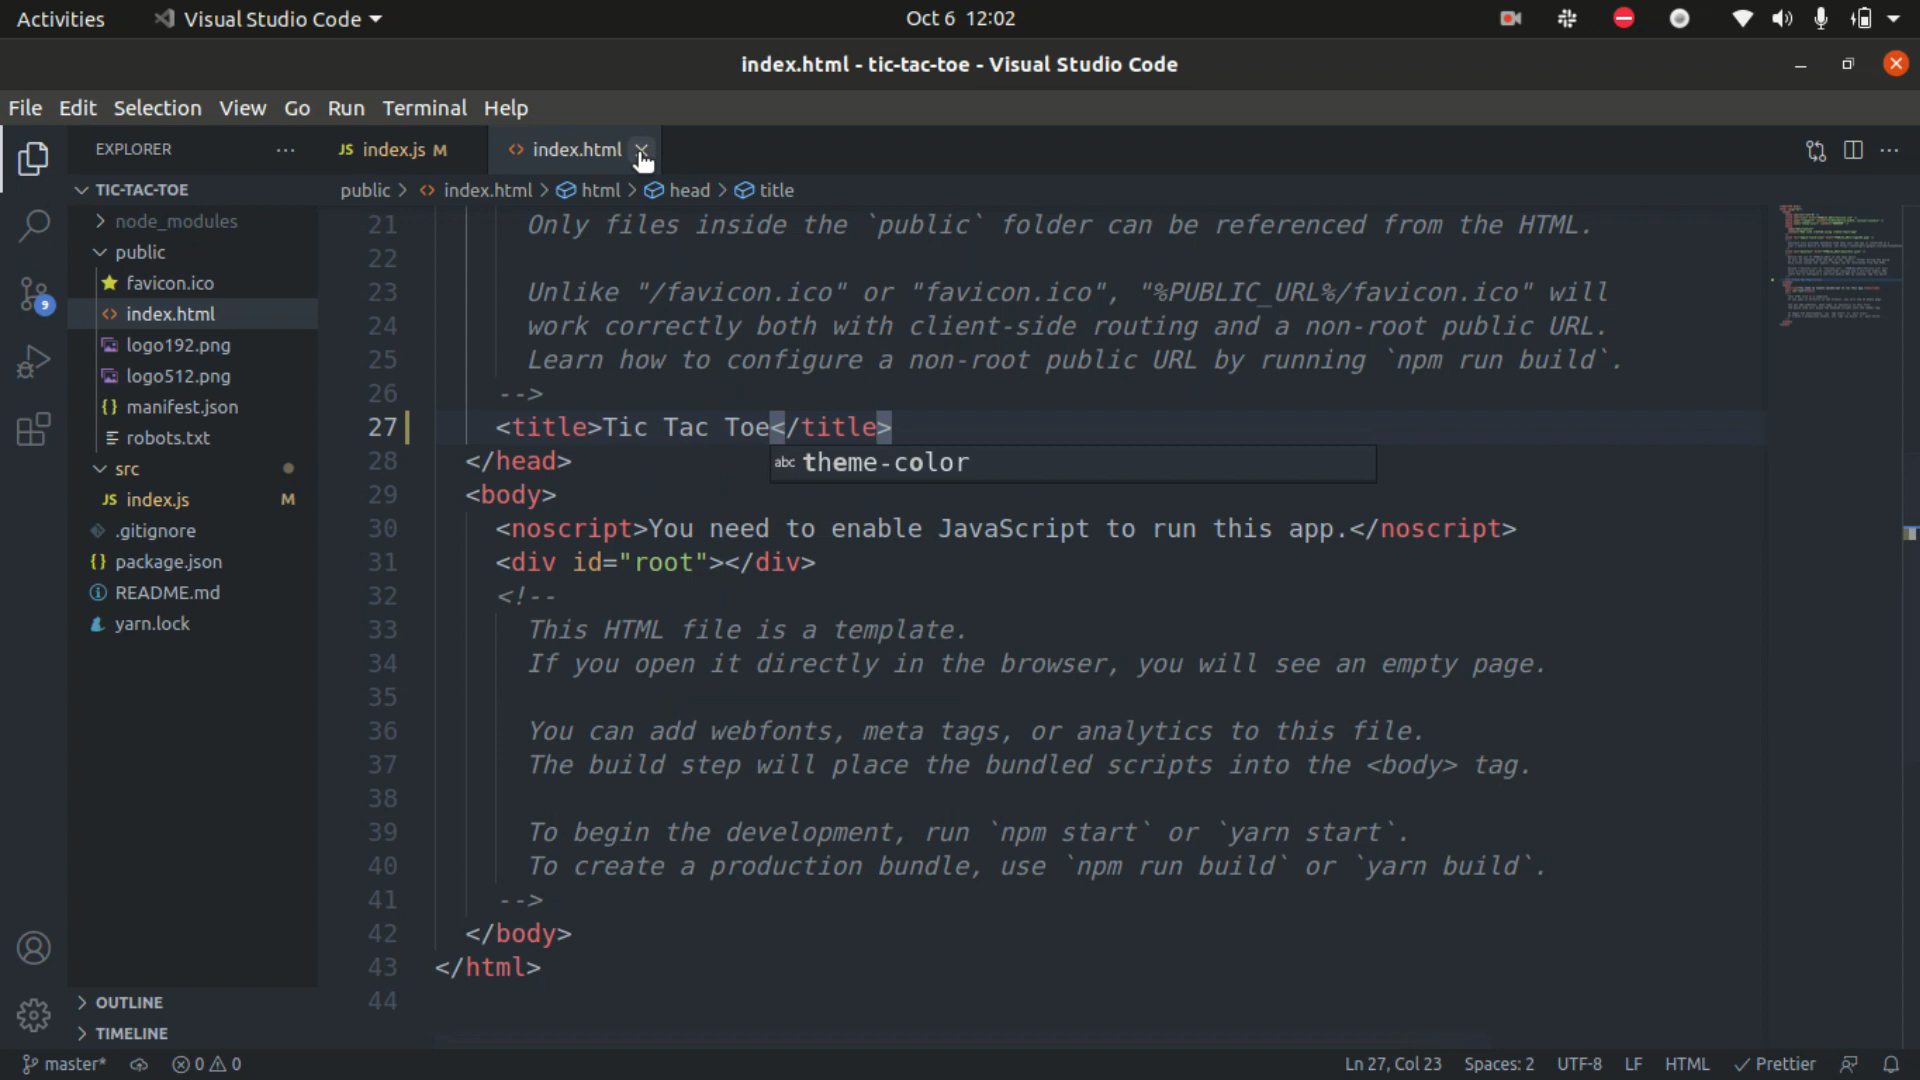 Activities
Visual Studio Code
Oct 6 12:02
index.html - tic-tac-toe - Visual Studio Code
File Edit Selection View Go Run Terminal Help
EXPLORER
JS index.js M
<> index.html
TIC-TAC-TOE
public > <> index.html > html > head > title
node_modules
public
favicon.ico
index.html
logo192.png
logo512.png
manifest.json
robots.txt
src
JS index.js M
.gitignore
package.json
README.md
yarn.lock
OUTLINE
TIMELINE
9
21 Only files inside the `public` folder can be referenced from the HTML.
22
23 Unlike "/favicon.ico" or "favicon.ico", "%PUBLIC_URL%/favicon.ico" will
24 work correctly both with client-side routing and a non-root public URL.
25 Learn how to configure a non-root public URL by running `npm run build`.
26 -->
27 <title>Tic Tac Toe</title>
abc theme-color
28 </head>
29 <body>
30 <noscript>You need to enable JavaScript to run this app.</noscript>
31 <div id="root"></div>
32 <!--
33 This HTML file is a template.
34 If you open it directly in the browser, you will see an empty page.
35
36 You can add webfonts, meta tags, or analytics to this file.
37 The build step will place the bundled scripts into the <body> tag.
38
39 To begin the development, run `npm start` or `yarn start`.
40 To create a production bundle, use `npm run build` or `yarn build`.
41 -->
42 </body>
43 </html>
44
master*
0 0
Ln 27, Col 23
Spaces: 2
UTF-8
LF
HTML
Prettier